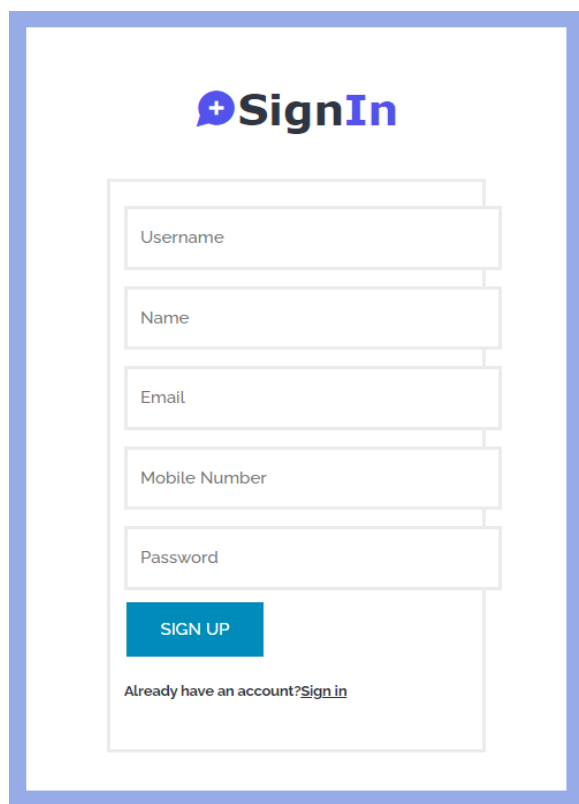 SignIn
Username
Name
Email
Mobile Number
Password
SIGN UP
Already have an account?Sign in